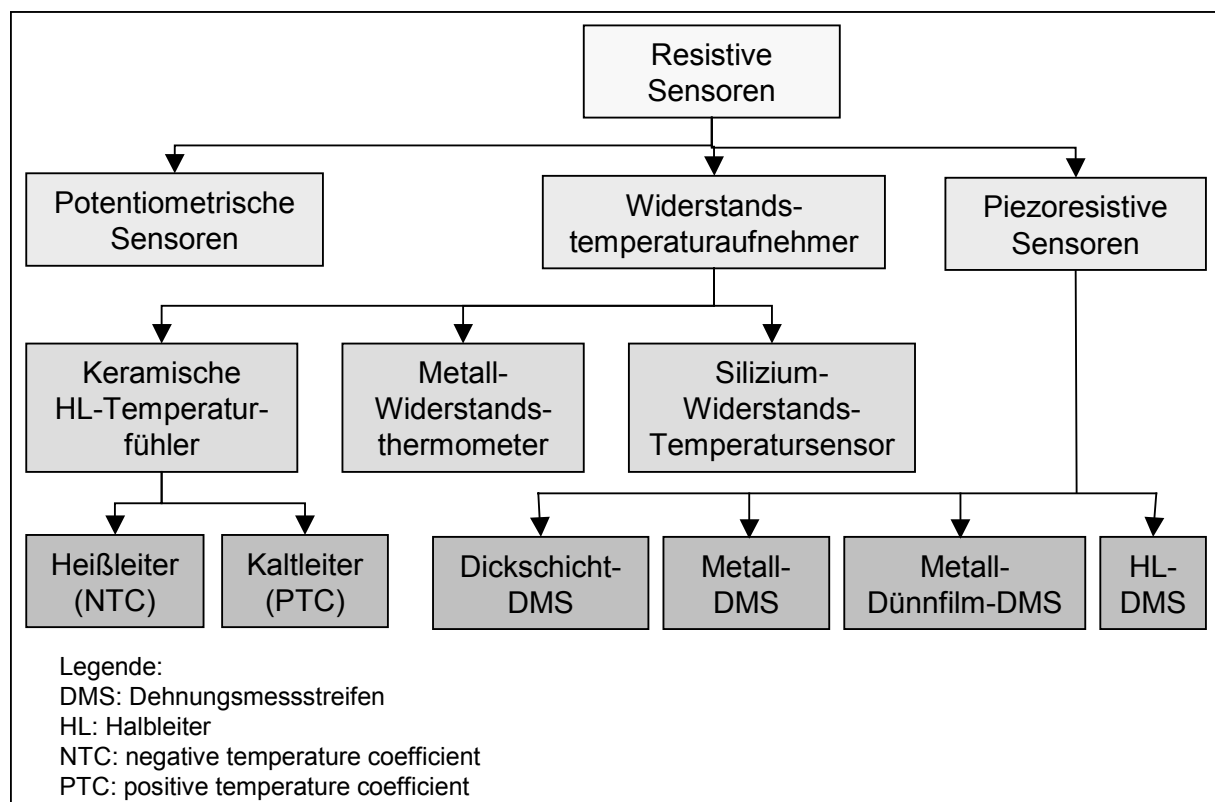 Resistive
Sensoren
Potentiometrische
Sensoren
Widerstands-
temperaturaufnehmer
Piezoresistive
Sensoren
Keramische
HL-Temperatur-
fühler
Metall-
Widerstands-
thermometer
Silizium-
Widerstands-
Temperatursensor
Heißleiter
(NTC)
Kaltleiter
(PTC)
Dickschicht-
DMS
Metall-
DMS
Metall-
Dünnfilm-DMS
HL-
DMS
Legende:
DMS: Dehnungsmessstreifen
HL: Halbleiter
NTC: negative temperature coefficient
PTC: positive temperature coefficient